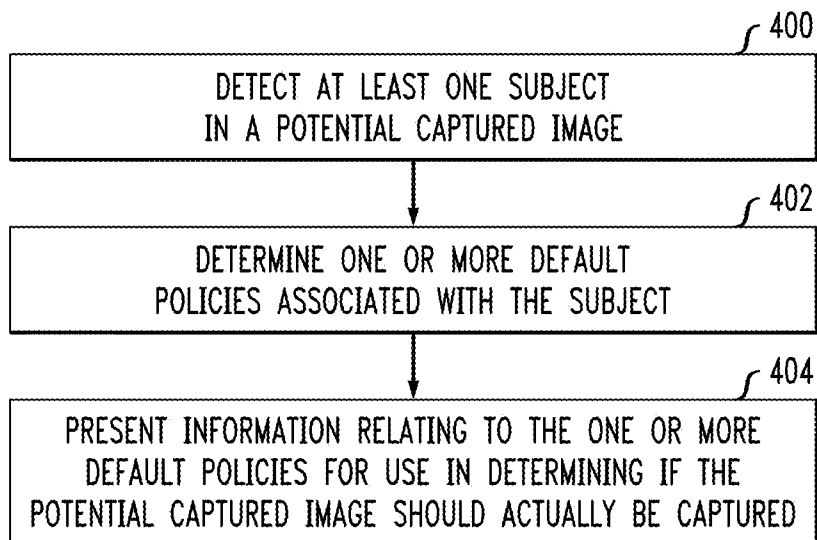 400
DETECT AT LEAST ONE SUBJECT
IN A POTENTIAL CAPTURED IMAGE
402
DETERMINE ONE OR MORE DEFAULT
POLICIES ASSOCIATED WITH THE SUBJECT
404
PRESENT INFORMATION RELATING TO THE ONE OR MORE
DEFAULT POLICIES FOR USE IN DETERMINING IF THE
POTENTIAL CAPTURED IMAGE SHOULD ACTUALLY BE CAPTURED